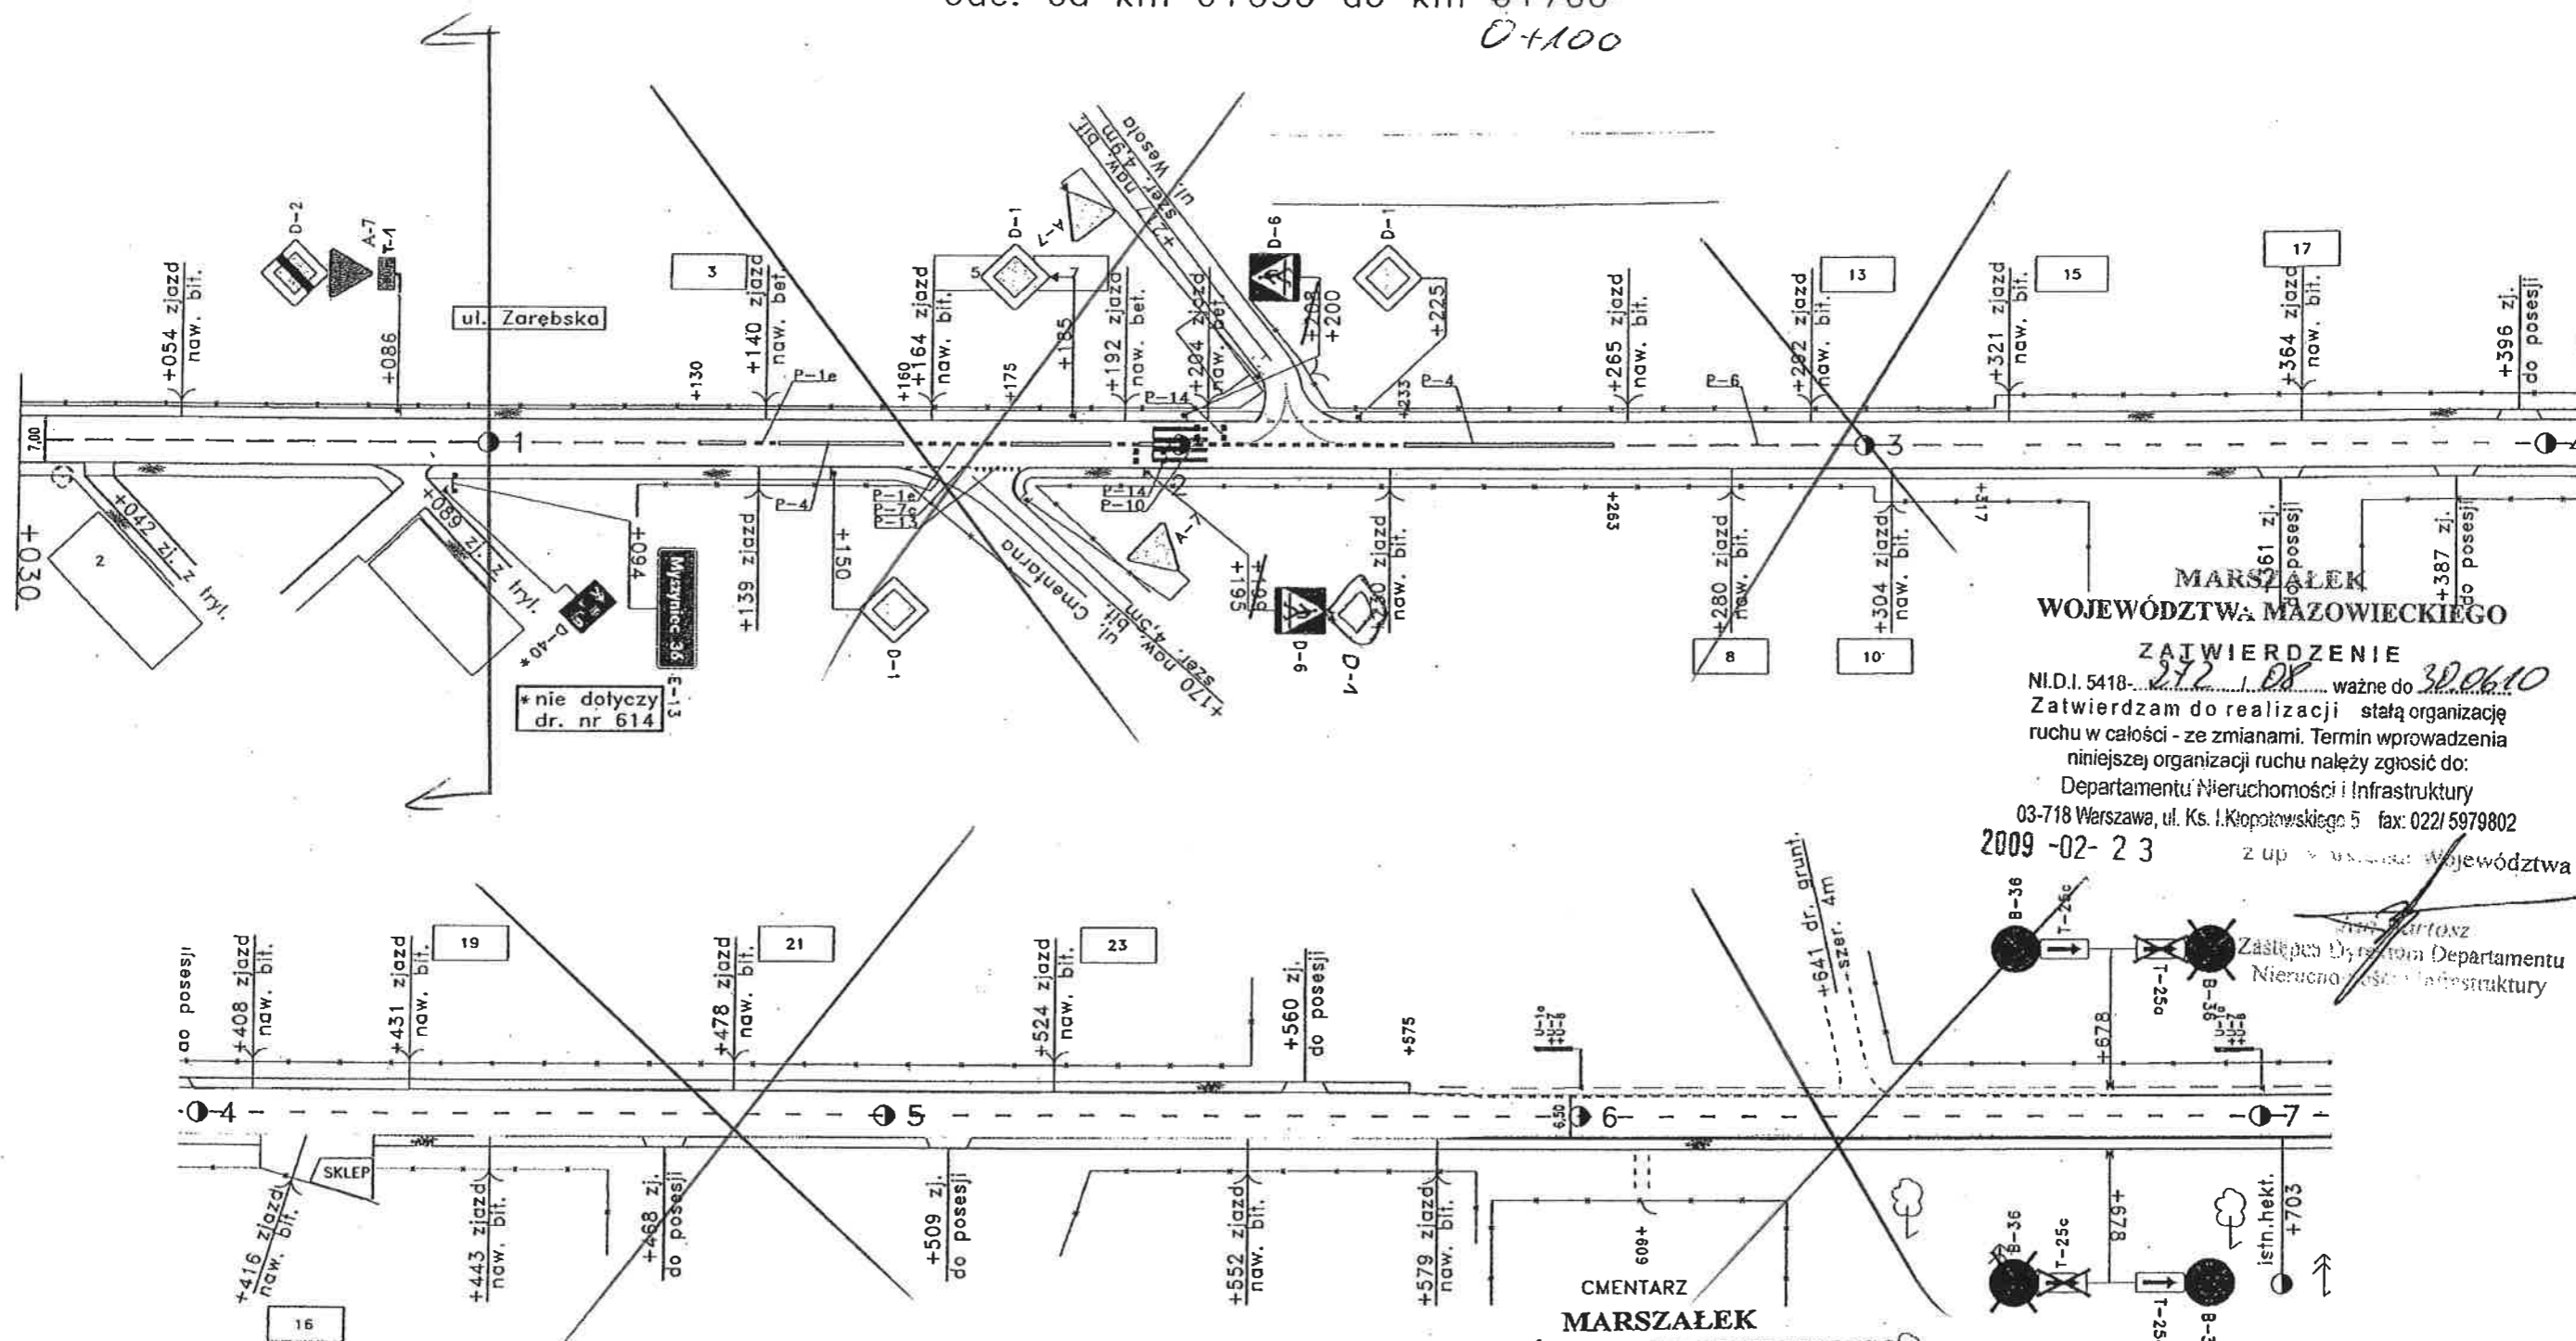 0+100
D-2
A-7
T-1
+054 zjazd
naw. bit.
+086
ul. Zarębska
3
+130
+140 zjazd
naw. bet.
P-1e
+160
+164 zjazd
naw. bit.
5
7
D-1
+175
+185
A-7
+192 zjazd
naw. bet.
P-14
+204 zjazd
naw. bet.
szer. 4,9m
naw. bit.
ul. Wesoła
D-6
+200
D-1
+225
+233
P-4
+265 zjazd
naw. bit.
P-6
+292 zjazd
naw. bit.
13
+321 zjazd
naw. bit.
15
17
+364 zjazd
naw. bit.
+396 zj.
do posesji
7,00
1
3
+030
+042 zj. z tryl.
2
+089 zj. z tryl.
D-40*
+094
Myszyniec 36
E-13
* nie dotyczy
dr. nr 614
+139 zjazd
P-4
+150
D-1
P-1e
P-7c
P-13
ul. Cmentarna
+170 naw. bit.
szer. 4,5m
P-14
P-10
2
A-7
+195
D-6
D-1
naw. bit.
+263
+280 zjazd
naw. bit.
8
+304 zjazd
naw. bit.
10
+317
+361 zj.
do posesji
+387 zj.
do posesji
MARSZAŁEK
WOJEWÓDZTWA MAZOWIECKIEGO
ZATWIERDZENIE
NI.D.I. 5418- 272 / 08 ważne do 30.06.10
Zatwierdzam do realizacji stałą organizację
ruchu w całości - ze zmianami. Termin wprowadzenia
niniejszej organizacji ruchu należy zgłosić do:
Departamentu Nieruchomości i Infrastruktury
03-718 Warszawa, ul. Ks. I.Kłopotowskiego 5 fax: 022/ 5979802
2009 -02- 2 3
z up Województwa
Bartosz
Zastępca Dyrektora Departamentu
Nieruchomości i Infrastruktury
do posesji
+408 zjazd
naw. bit.
+431 zjazd
naw. bit.
19
+478 zjazd
naw. bit.
21
+524 zjazd
naw. bit.
23
+560 zj.
do posesji
+575
U-1a
+U-7
+U-8
+641 dr. grunt.
szer. 4m
B-36
T-25c
+678
T-25a
B-36
4
5
6,50
6
7
SKLEP
+416 zjazd
naw. bit.
16
+443 zjazd
naw. bit.
+468 zj.
do posesji
+509 zj.
do posesji
+552 zjazd
naw. bit.
+579 zjazd
naw. bit.
+609
CMENTARZ
MARSZAŁEK
B-36
T-25c
+678
istn.hekt.
+703